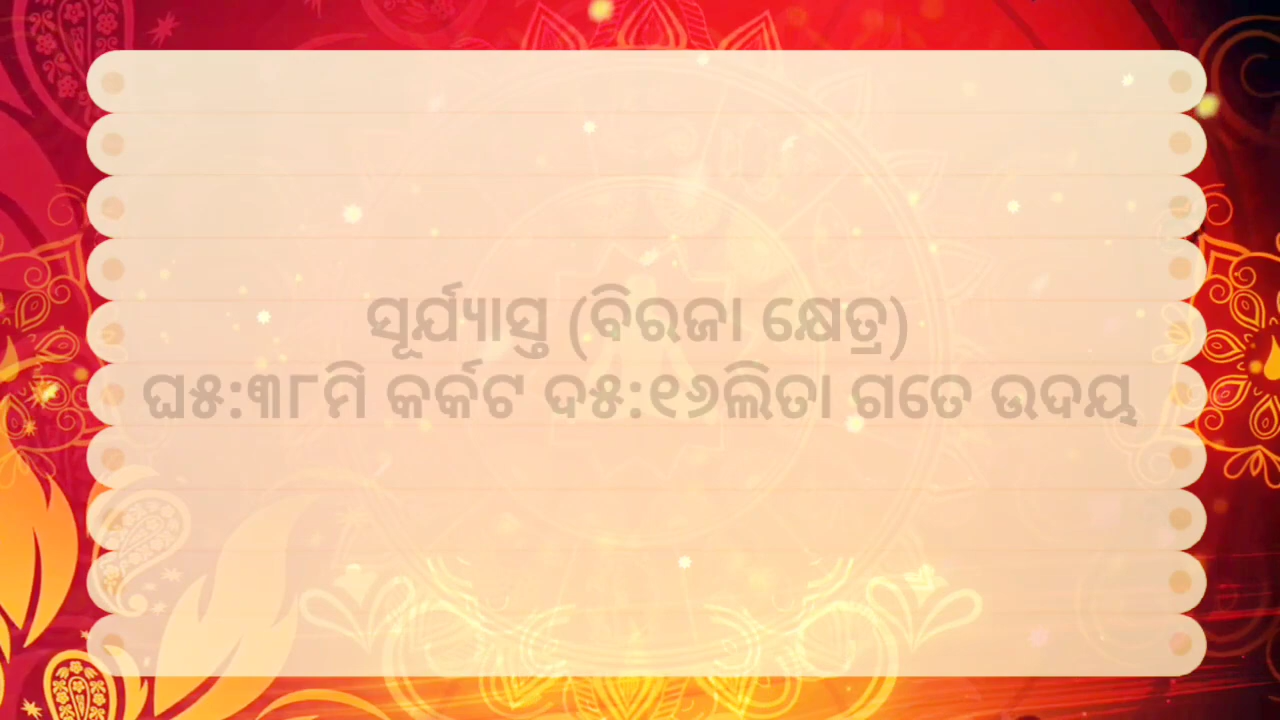 ସୂର୍ଯ୍ୟାସ୍ତ (ବିରଜା କ୍ଷେତ୍ର)
ଘ୫:୩୮ମି କର୍କଟ ଦ୫:୧୬ଲିତା ଗତେ ଉଦୟ